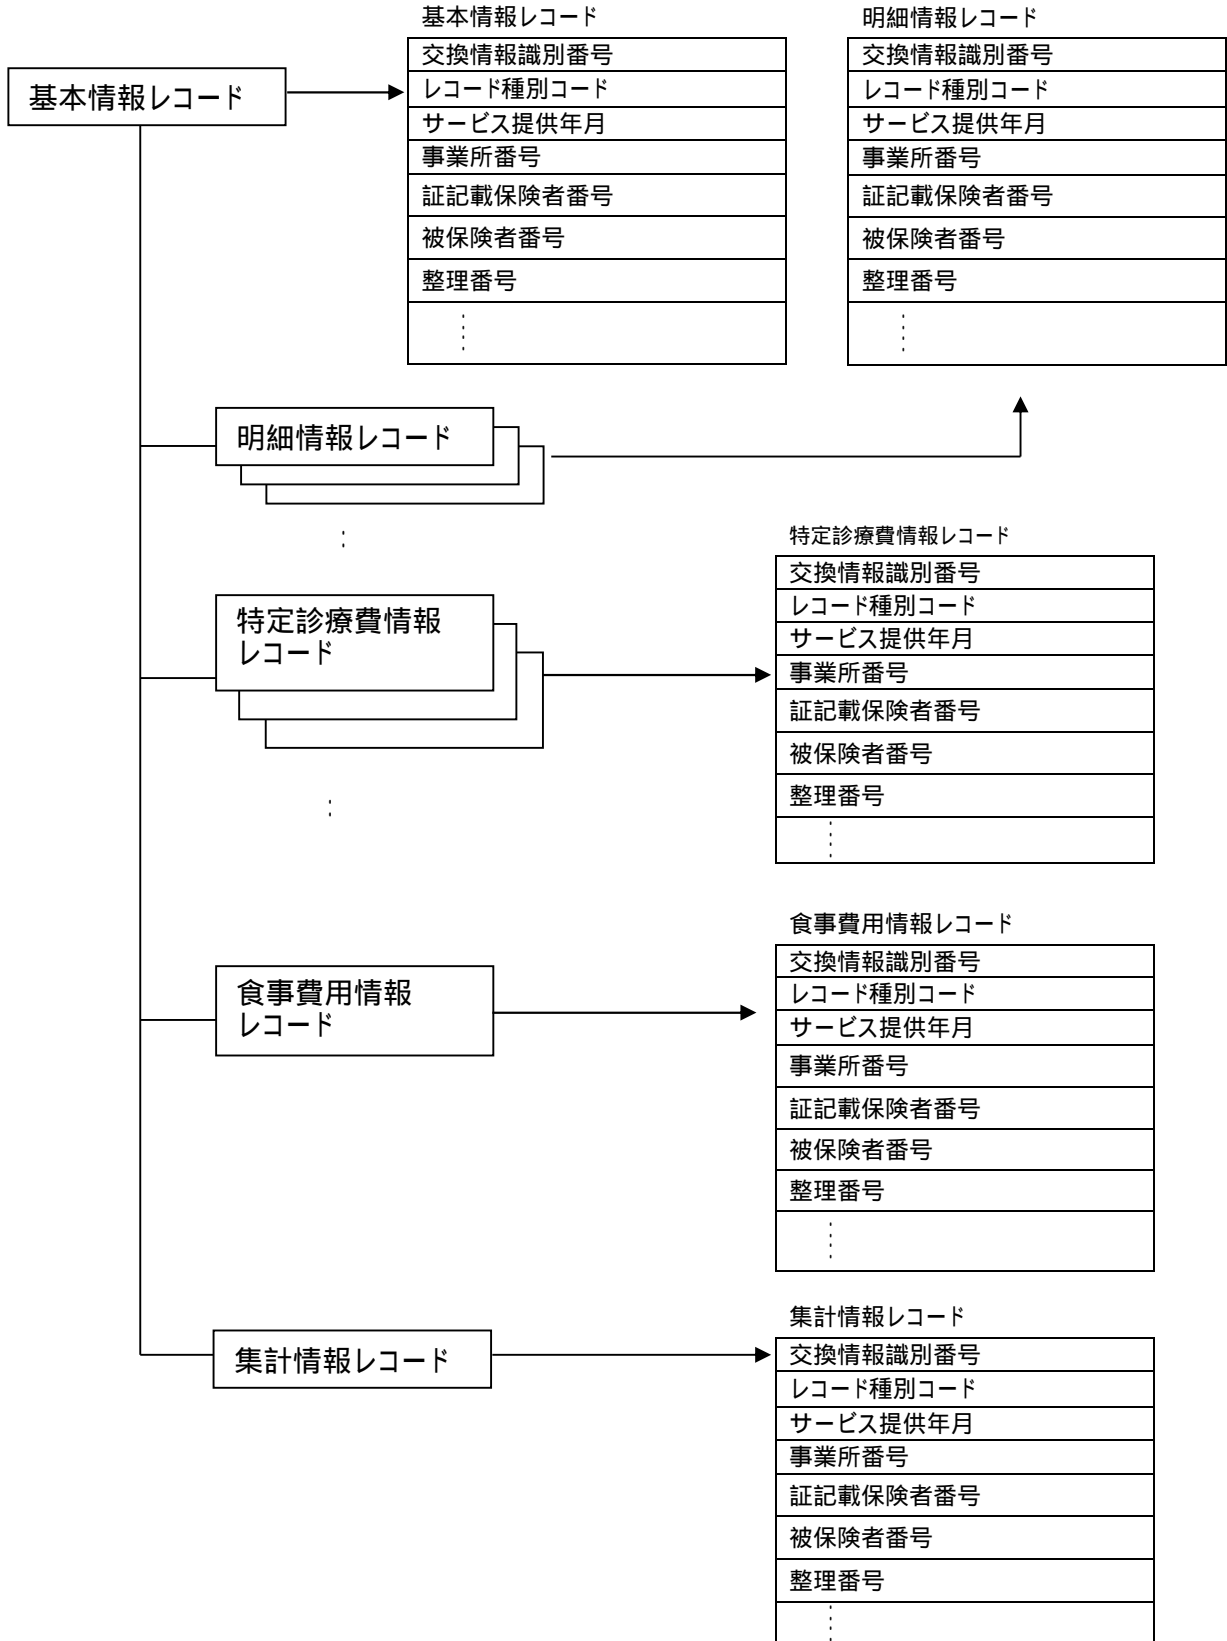 基本情報レコード
基本情報レコード
交換情報識別番号
レコード種別コード
サービス提供年月
事業所番号
証記載保険者番号
被保険者番号
整理番号
明細情報レコード
交換情報識別番号
レコード種別コード
サービス提供年月
事業所番号
証記載保険者番号
被保険者番号
整理番号
明細情報レコード
特定診療費情報
レコード
特定診療費情報レコード
交換情報識別番号
レコード種別コード
サービス提供年月
事業所番号
証記載保険者番号
被保険者番号
整理番号
食事費用情報
レコード
食事費用情報レコード
交換情報識別番号
レコード種別コード
サービス提供年月
事業所番号
証記載保険者番号
被保険者番号
整理番号
集計情報レコード
集計情報レコード
交換情報識別番号
レコード種別コード
サービス提供年月
事業所番号
証記載保険者番号
被保険者番号
整理番号